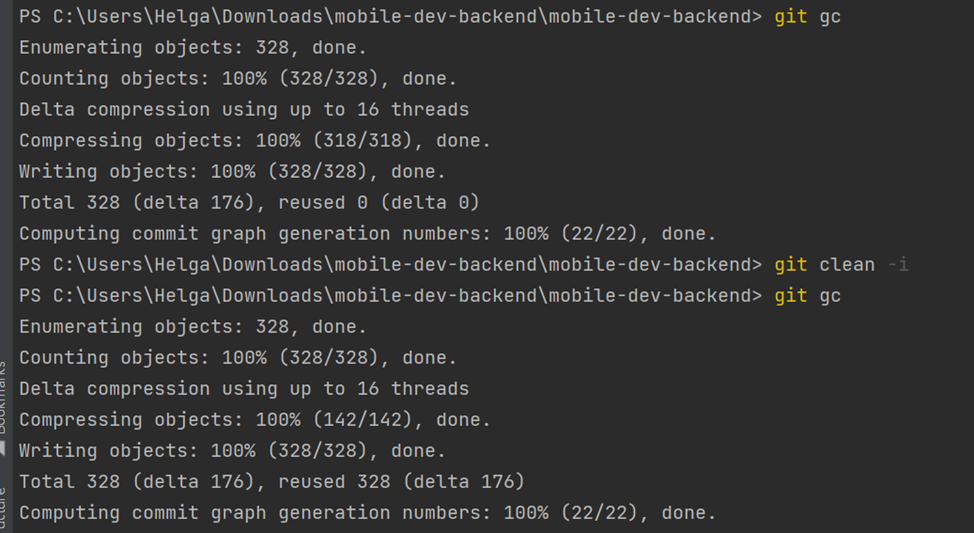 PS C:\Users\Helga\Downloads\mobile-dev-backend\mobile-dev-backend> git gc
Enumerating objects: 328, done.
Counting objects: 100% (328/328), done.
Delta compression using up to 16 threads
Compressing objects: 100% (318/318), done.
Writing objects: 100% (328/328), done.
Total 328 (delta 176), reused 0 (delta 0)
Computing commit graph generation numbers: 100% (22/22), done.
PS C:\Users\Helga\Downloads\mobile-dev-backend\mobile-dev-backend> git clean -i
PS C:\Users\Helga\Downloads\mobile-dev-backend\mobile-dev-backend> git gc
Enumerating objects: 328, done.
Counting objects: 100% (328/328), done.
Delta compression using up to 16 threads
Compressing objects: 100% (142/142), done.
Writing objects: 100% (328/328), done.
Total 328 (delta 176), reused 328 (delta 176)
Computing commit graph generation numbers: 100% (22/22), done.
Bookmarks